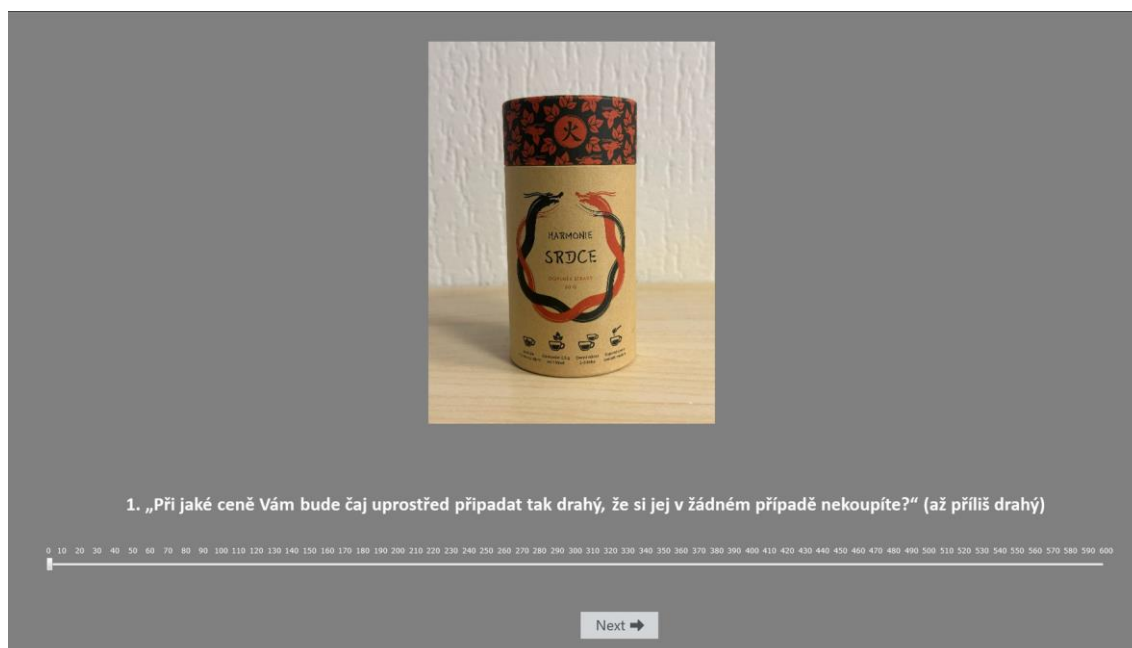 火
HARMONIE
SRDCE
DOPLNĚK STRAVY
1. „Při jaké ceně Vám bude čaj uprostřed připadat tak drahý, že si jej v žádném případě nekoupíte?“ (až příliš drahý)
0 10 20 30 40 50 60 70 80 90 100 110 120 130 140 150 160 170 180 190 200 210 220 230 240 250 260 270 280 290 300 310 320 330 340 350 360 370 380 390 400 410 420 430 440 450 460 470 480 490 500 510 520 530 540 550 560 570 580 590 600
Next